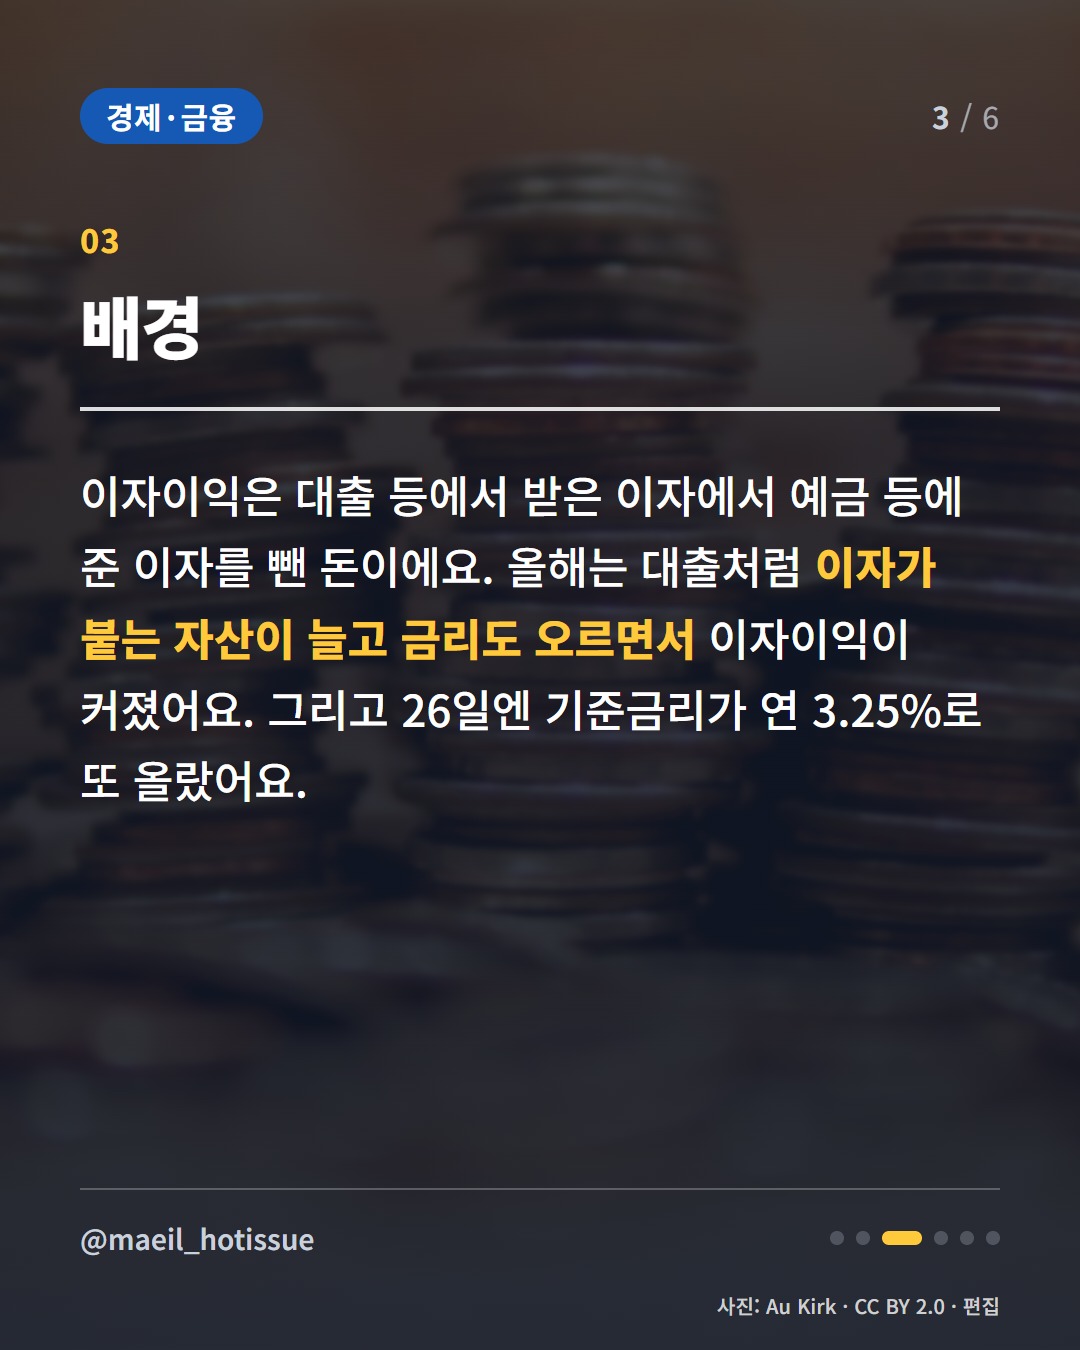 경제·금융
3 / 6
03
배경
이자이익은 대출 등에서 받은 이자에서 예금 등에
준 이자를 뺀 돈이에요. 올해는 대출처럼 이자가
붙는 자산이 늘고 금리도 오르면서 이자이익이
커졌어요. 그리고 26일엔 기준금리가 연 3.25%로
또 올랐어요.
@maeil_hotissue
사진: Au Kirk · CC BY 2.0 · 편집